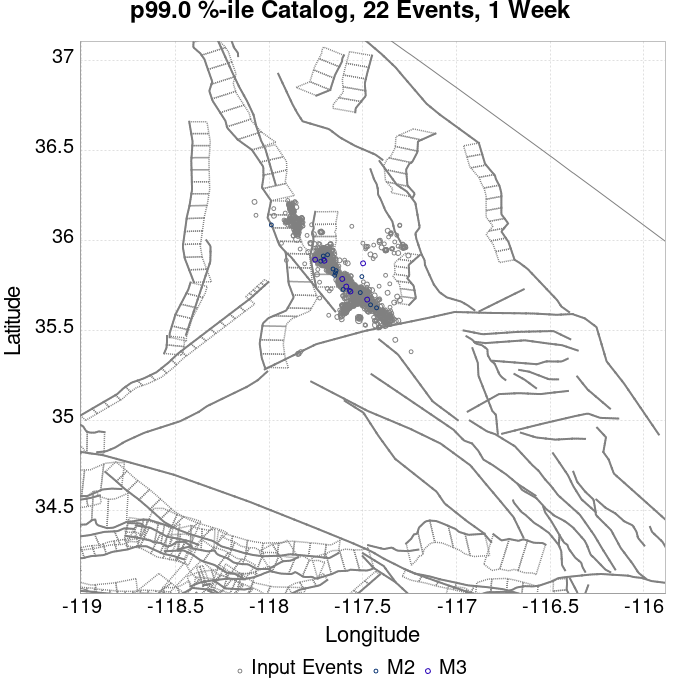 p99.0 %-ile Catalog, 22 Events, 1 Week
37
36.5
36
35.5
35
34.5
Latitude
-119
-118.5
-118
-117.5
-117
-116.5
-116
Longitude
Input Events
M2
M3